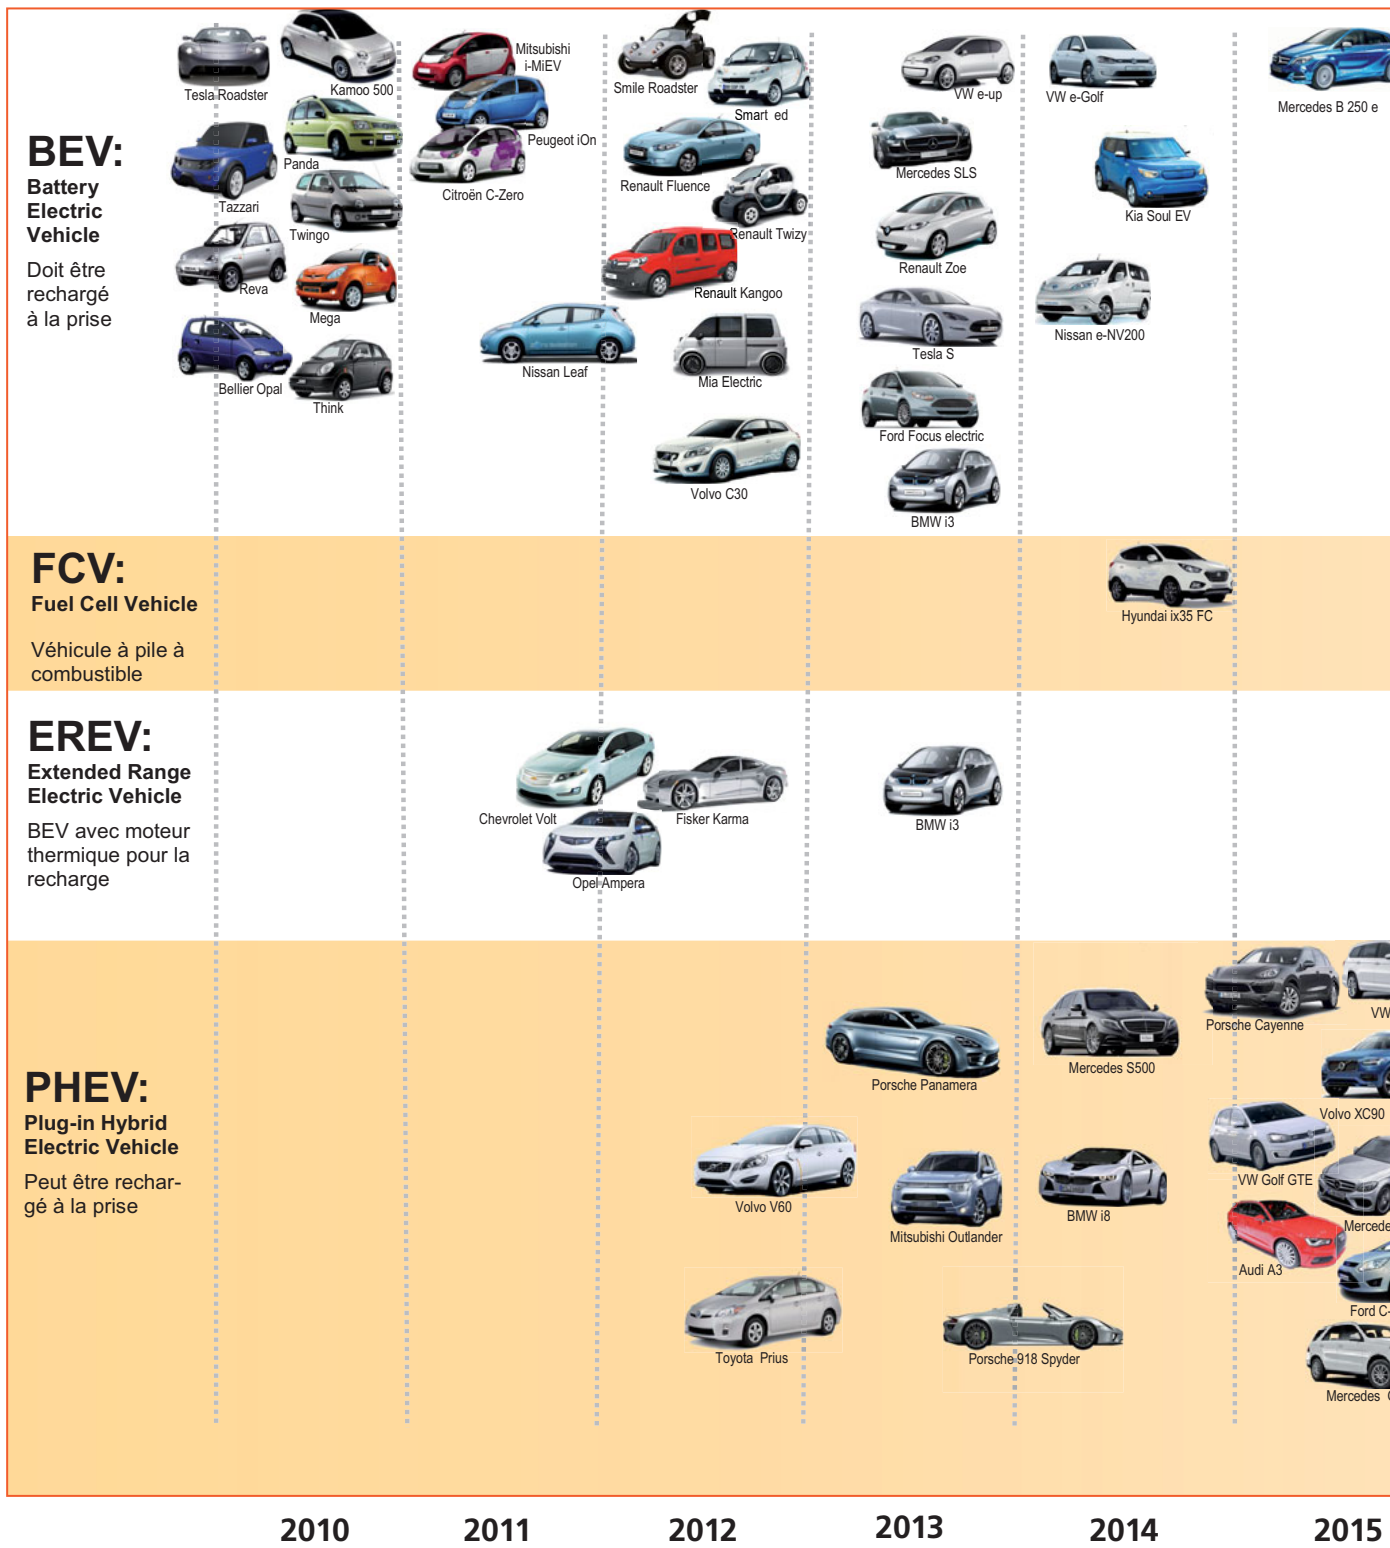 BEV:
Battery
Electric
Vehicle
Doit être
rechargé
à la prise
Tesla Roadster
Kamoo 500
Panda
Tazzari
Twingo
Reva
Mega
Bellier Opal
Think
Mitsubishi
i-MiEV
Peugeot iOn
Citroën C-Zero
Nissan Leaf
Smile Roadster
Smart ed
Renault Fluence
Renault Twizy
Renault Kangoo
Mia Electric
Volvo C30
VW e-up
Mercedes SLS
Renault Zoe
Tesla S
Ford Focus electric
BMW i3
VW e-Golf
Kia Soul EV
Nissan e-NV200
Mercedes B 250 e
FCV:
Fuel Cell Vehicle
Véhicule à pile à
combustible
Hyundai ix35 FC
EREV:
Extended Range
Electric Vehicle
BEV avec moteur
thermique pour la
recharge
Chevrolet Volt
Opel Ampera
Fisker Karma
BMW i3
PHEV:
Plug-in Hybrid
Electric Vehicle
Peut être rechar-
gé à la prise
Volvo V60
Toyota Prius
Porsche Panamera
Mitsubishi Outlander
Porsche 918 Spyder
Mercedes S500
BMW i8
Porsche Cayenne
VW
Volvo XC90
VW Golf GTE
Mercede
Audi A3
Ford C-
Mercedes
2010
2011
2012
2013
2014
2015